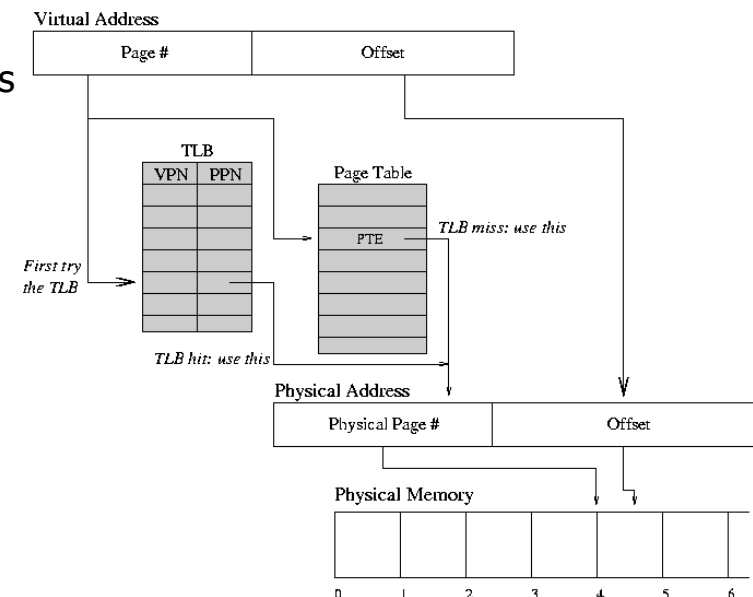 Virtual Address
Page #
Offset
s
TLB
VPN PPN
Page Table
PTE
TLB miss: use this
First try
the TLB
TLB hit: use this
Physical Address
Physical Page #
Offset
Physical Memory
0 1 2 3 4 5 6